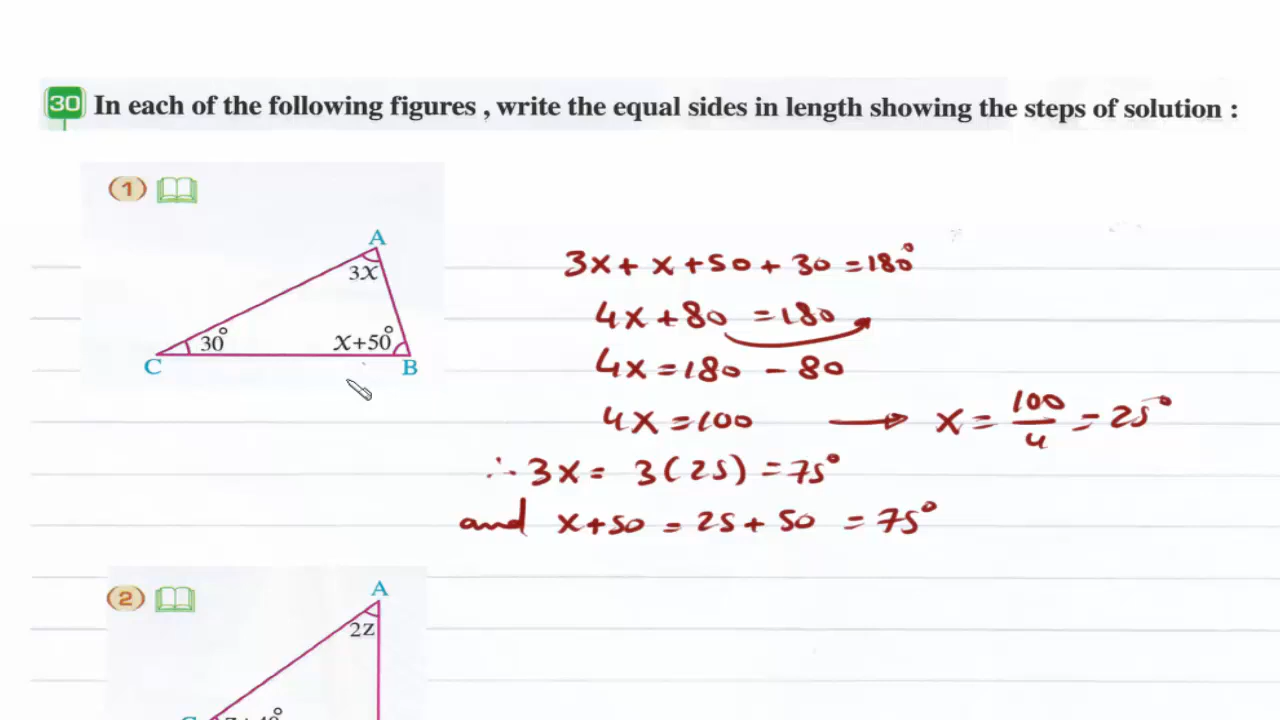 30 In each of the following figures , write the equal sides in length showing the steps of solution :
(1)
A
3x
30°
x+50°
C
B
3x + x + 50 + 30 = 180°
4x + 80 = 180
4x = 180 - 80
4x = 100 → x = 100/4 = 25°
∴ 3x = 3 (25) = 75°
and x + 50 = 25 + 50 = 75°
(2)
A
2z